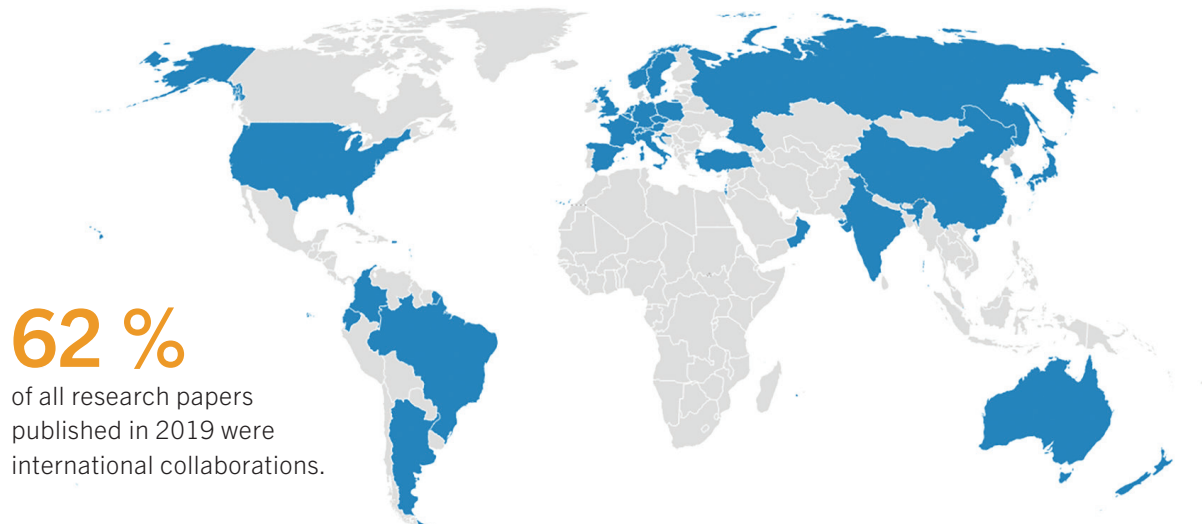 62 %
of all research papers
published in 2019 were
international collaborations.